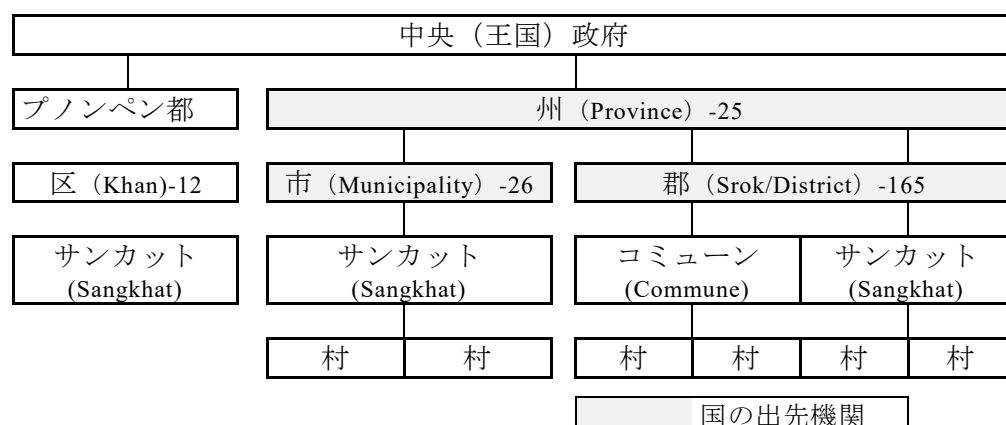 中央（王国）政府
プノンペン都
州（Province）-25
区（Khan)-12
市（Municipality）-26
郡（Srok/District）-165
サンカット
(Sangkhat)
サンカット
(Sangkhat)
コミューン
(Commune)
サンカット
(Sangkhat)
村
村
村
村
村
村
国の出先機関